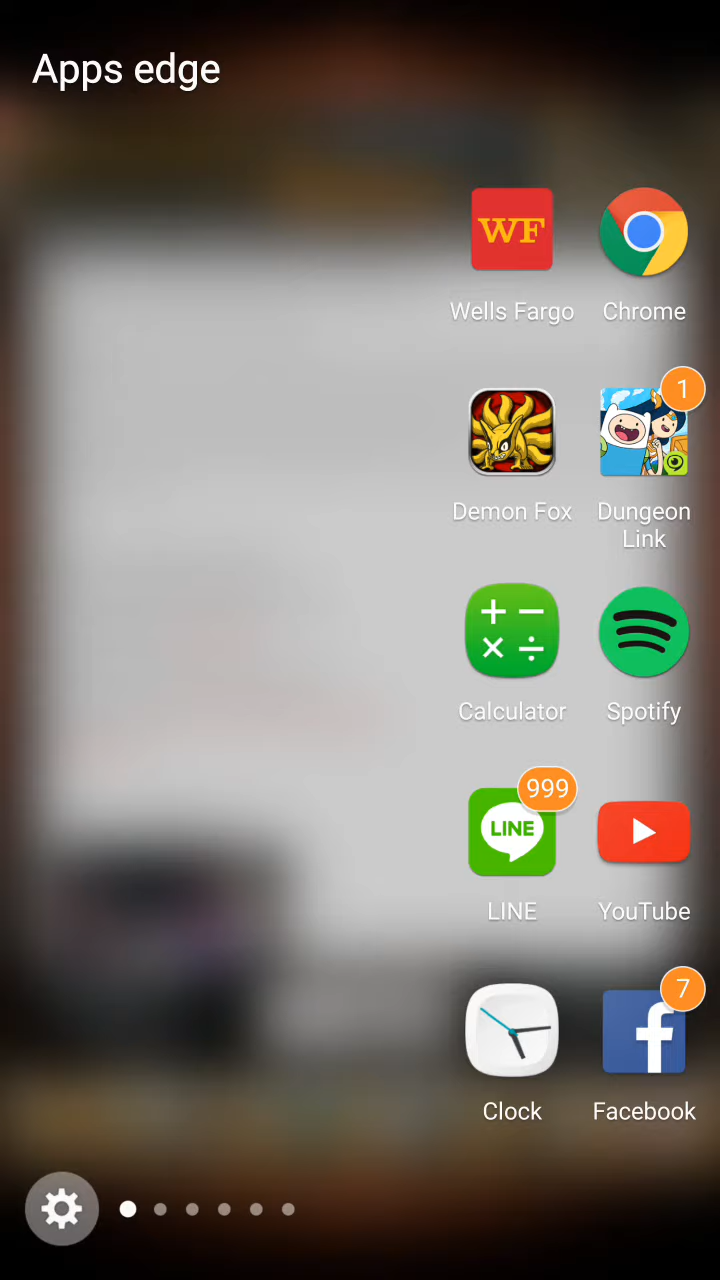 Apps edge
WF
Wells Fargo
Chrome
1
Demon Fox
Dungeon
Link
Calculator
Spotify
999
LINE
LINE
YouTube
7
Clock
Facebook